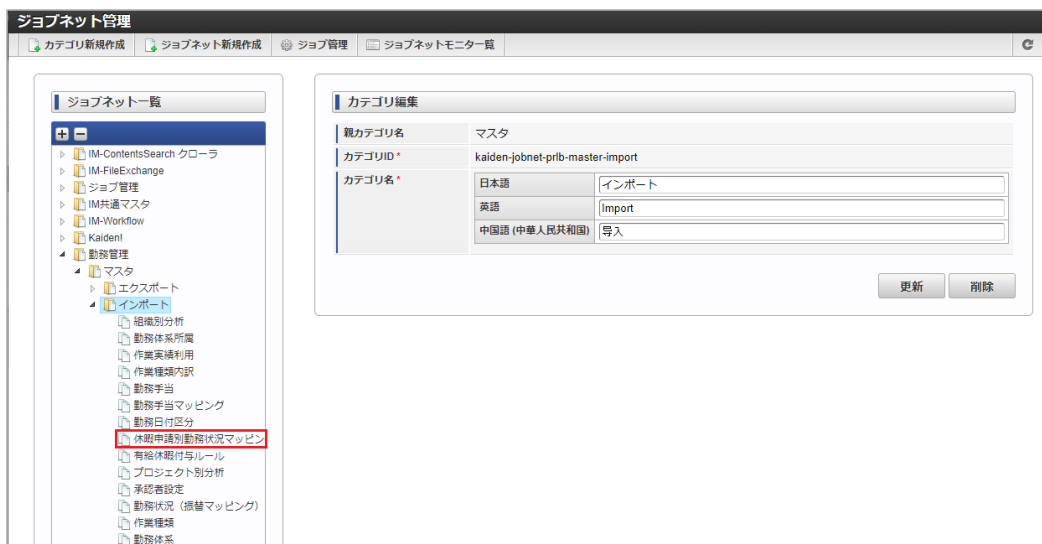 ジョブネット管理
カテゴリ新規作成 ジョブネット新規作成 ジョブ管理 ジョブネットモニター覧
ジョブネット一覧
IM-ContentsSearch クローラ
IM-FileExchange
ジョブ管理
IM共通マスタ
IM-Workflow
Kaiden!
勤務管理
マスタ
エクスポート
インポート
組織別分析
勤務体系所属
作業実績利用
作業種類内訳
勤務手当
勤務手当マッピング
勤務日付区分
休暇申請別勤務状況マッピン
有給休暇付与ルール
プロジェクト別分析
承認者設定
勤務状況（振替マッピング）
作業種類
勤務体系
カテゴリ編集
親カテゴリ名 マスタ
カテゴリID * kaiden-jobnet-prlb-master-import
カテゴリ名 * 日本語 インポート
英語 Import
中国語 (中華人民共和国) 导入
更新 削除